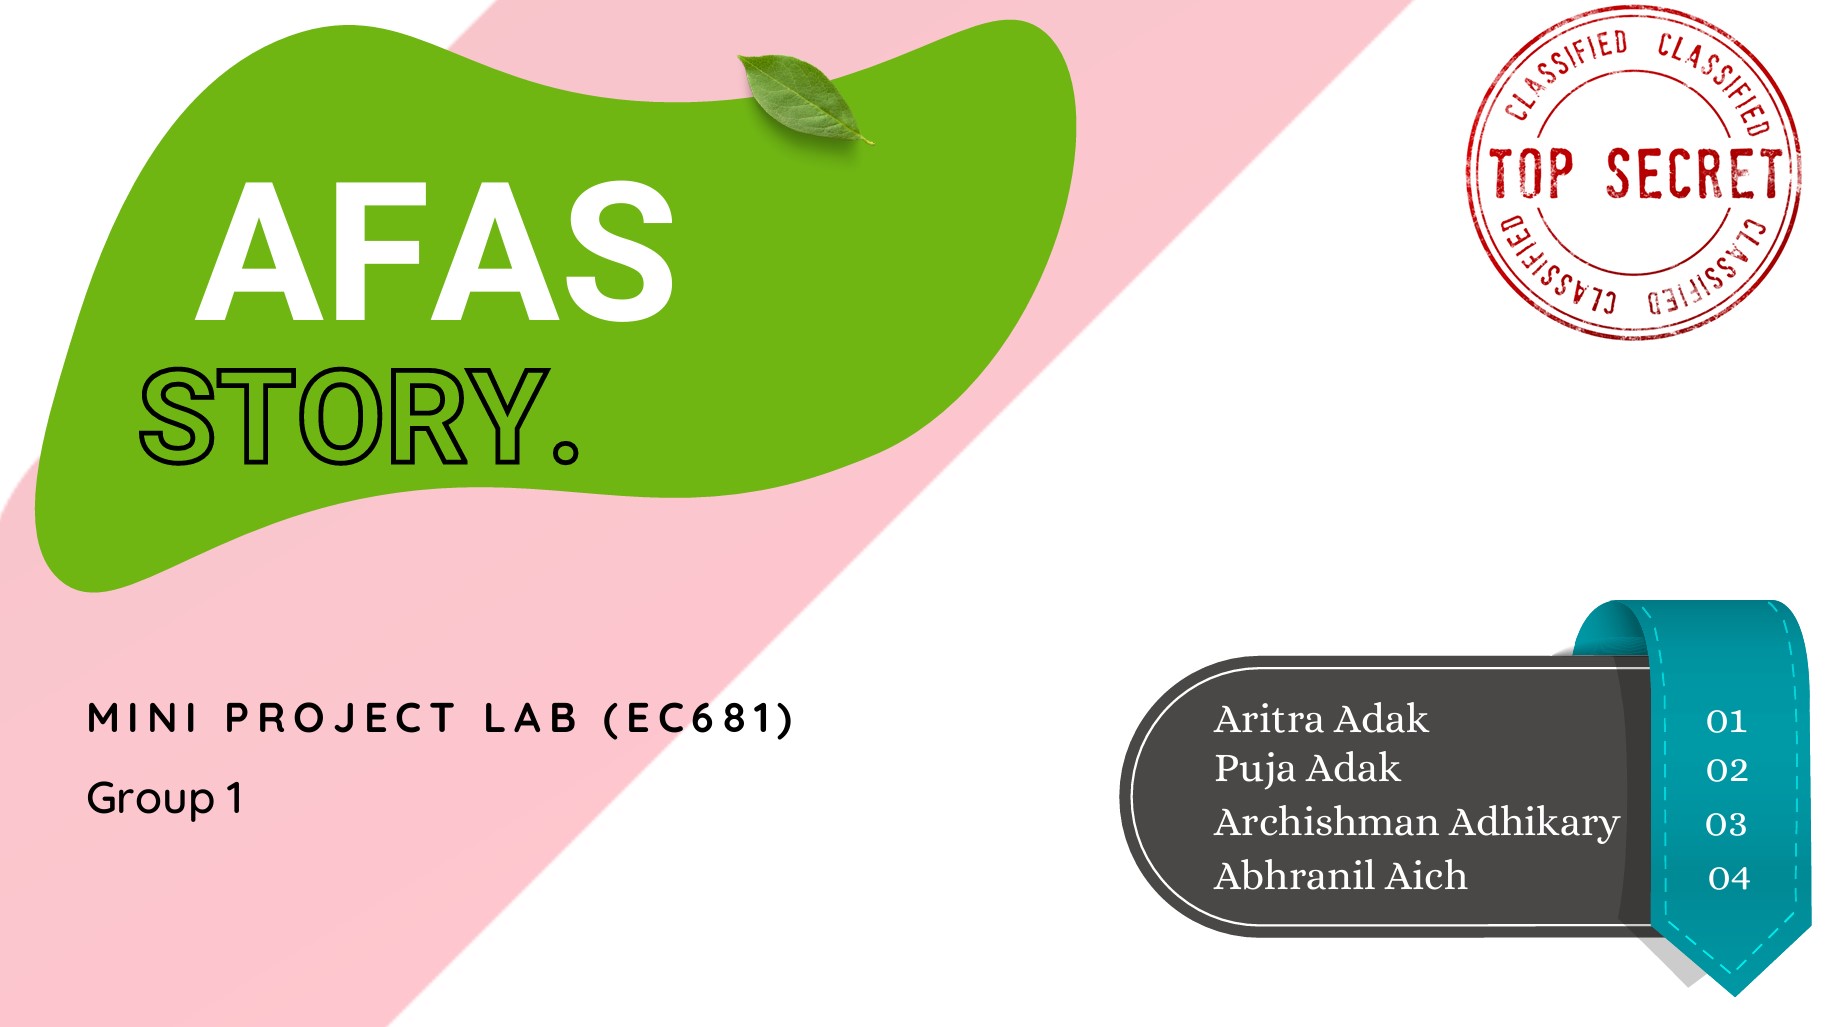 AFAS
STORY.
CLASSIFIED CLASSIFIED
TOP SECRET
CLASSIFIED CLASSIFIED CLASSIFIED
MINI PROJECT LAB (EC681)
Group 1
Aritra Adak 01
Puja Adak 02
Archishman Adhikary 03
Abhranil Aich 04